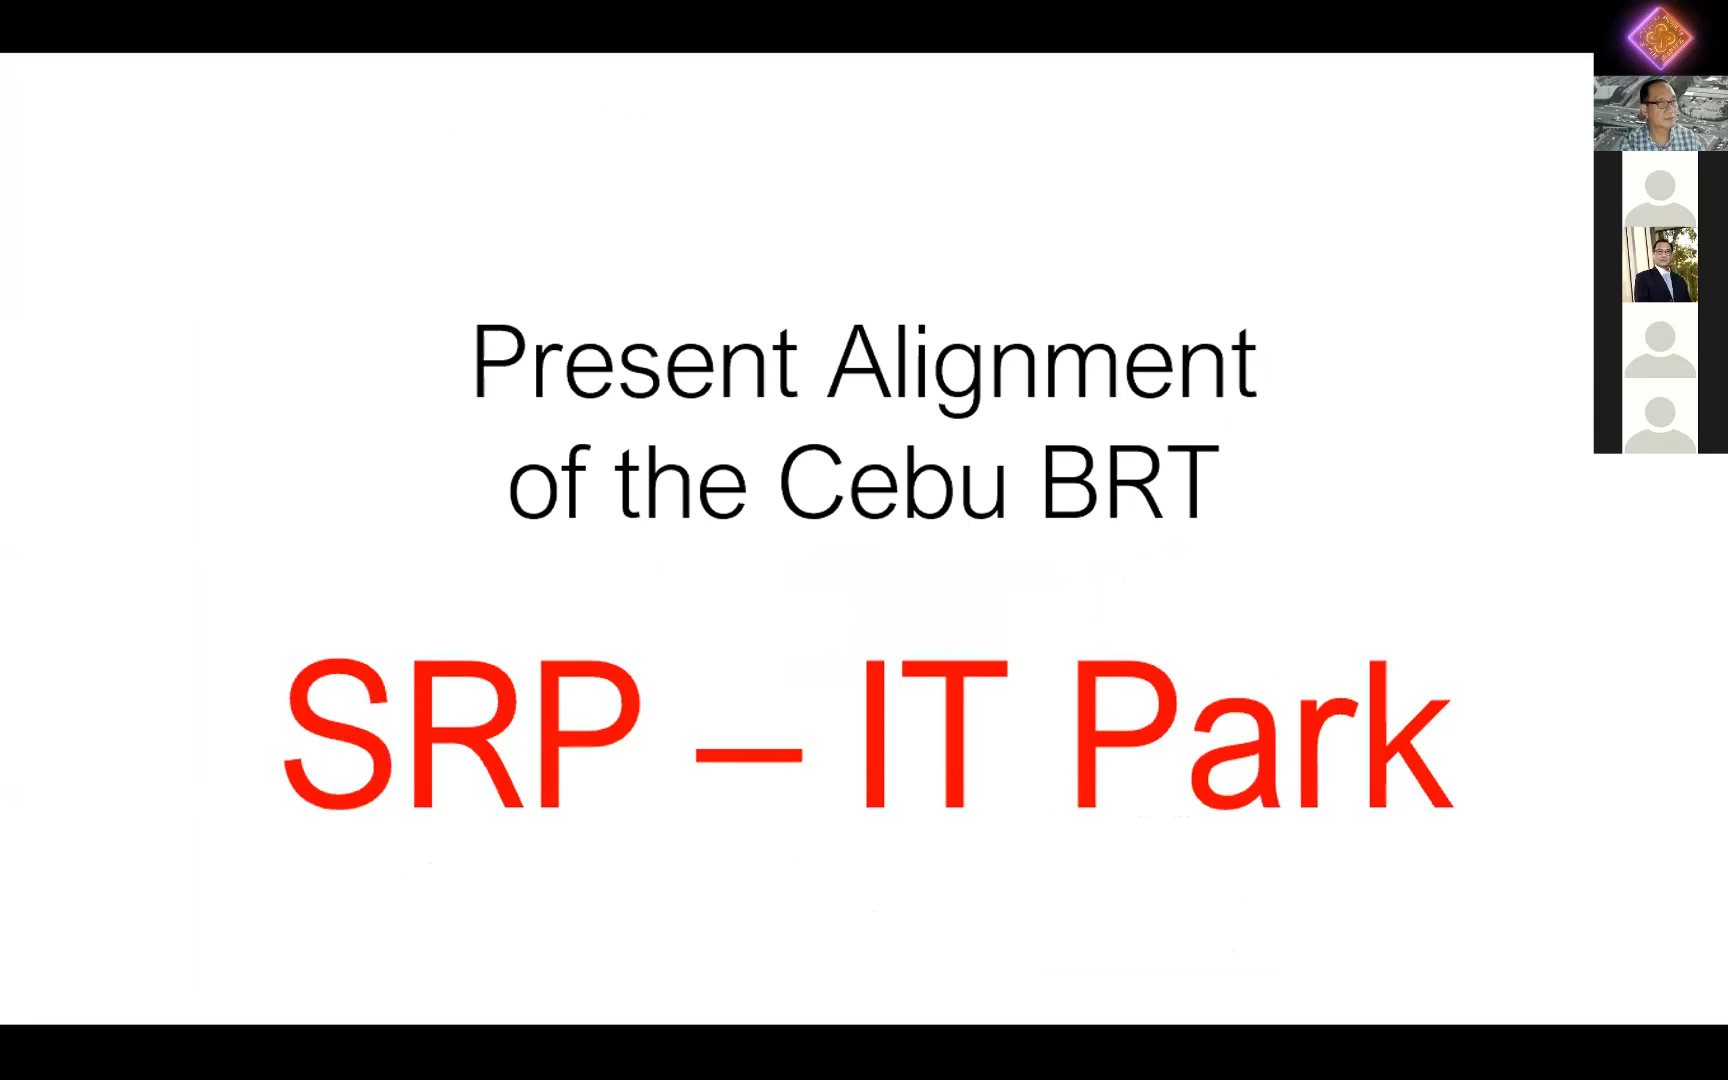 Present Alignment
of the Cebu BRT
SRP – IT Park